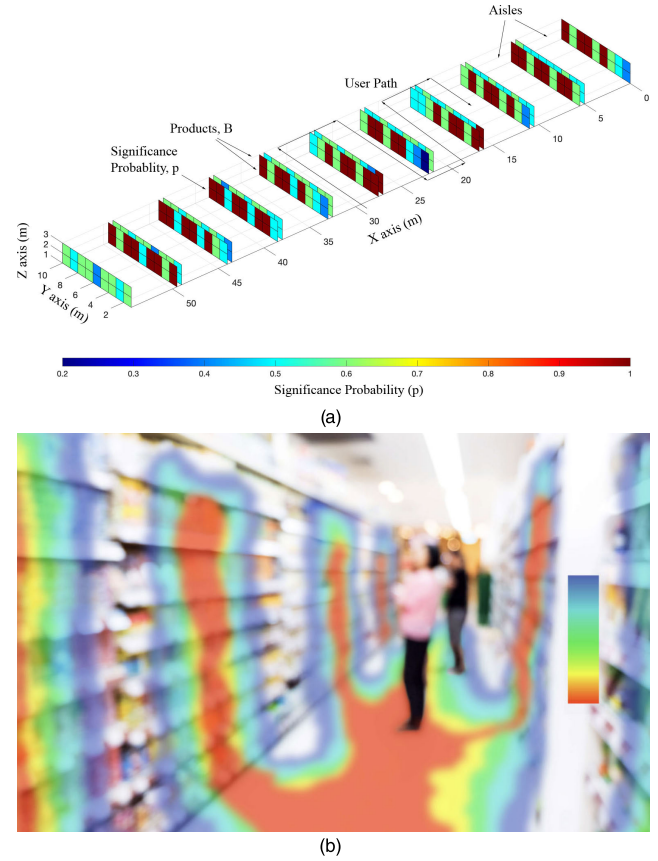 Aisles
User Path
Products, B
Significance
Probablity, p
0
5
10
15
20
25
30
35
40
45
50
X axis (m)
Z axis (m)
3
2
1
10
8
6
4
2
Y axis (m)
0.2 0.3 0.4 0.5 0.6 0.7 0.8 0.9 1
Significance Probability (p)
(a)
(b)